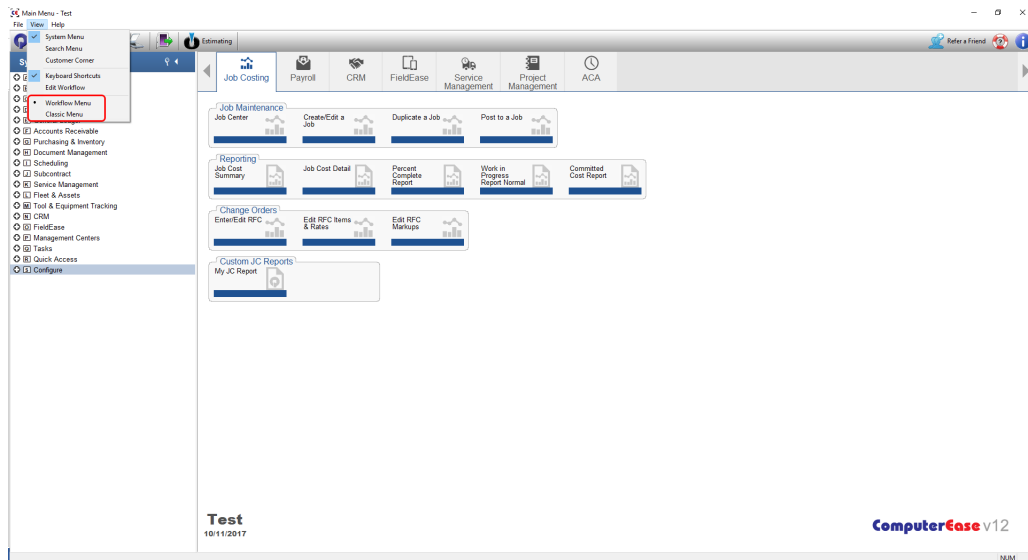 Main Menu - Test
File View Help
System Menu
Search Menu
Customer Corner
Keyboard Shortcuts
Edit Workflow
Workflow Menu
Classic Menu
Estimating
Refer a Friend
Job Costing
Payroll
CRM
FieldEase
Service
Management
Project
Management
ACA
F Accounts Receivable
G Purchasing & Inventory
H Document Management
I Scheduling
J Subcontract
K Service Management
L Fleet & Assets
M Tool & Equipment Tracking
N CRM
O FieldEase
P Management Centers
Q Tasks
R Quick Access
S Configure
Job Maintenance
Job Center
Create/Edit a
Job
Duplicate a Job
Post to a Job
Reporting
Job Cost
Summary
Job Cost Detail
Percent
Complete
Report
Work in
Progress
Report Normal
Committed
Cost Report
Change Orders
Enter/Edit RFC
Edit RFC Items
& Rates
Edit RFC
Markups
Custom JC Reports
My JC Report
Test
10/11/2017
ComputerEase v12
NUM